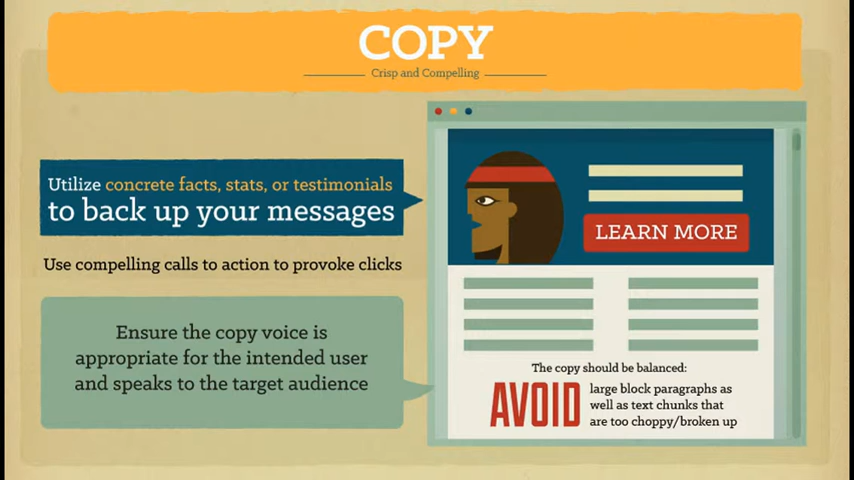 COPY
Crisp and Compelling
Utilize concrete facts, stats, or testimonials
to back up your messages
Use compelling calls to action to provoke clicks
Ensure the copy voice is
appropriate for the intended user
and speaks to the target audience
LEARN MORE
The copy should be balanced:
AVOID large block paragraphs as
well as text chunks that
are too choppy/broken up